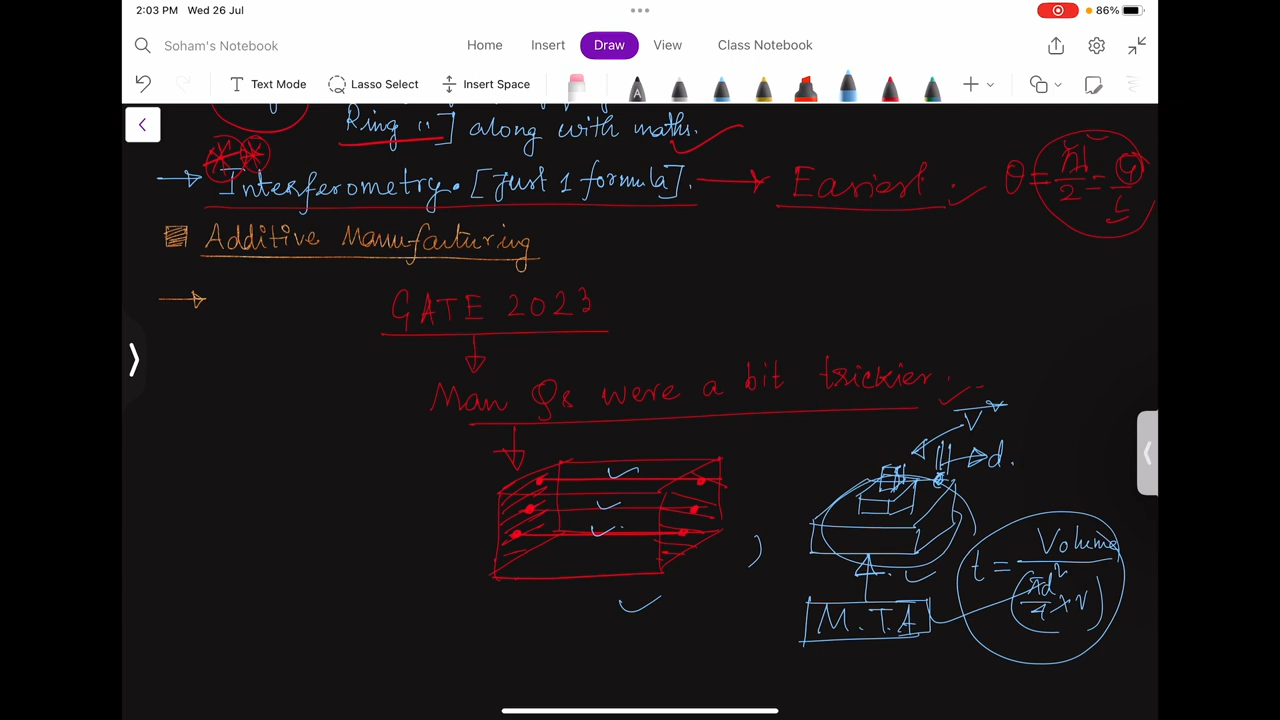 2:03 PM Wed 26 Jul
86%
Soham's Notebook
Home Insert Draw View Class Notebook
Text Mode Lasso Select Insert Space
A
Ring "] along with maths.
→ Interferometry. [Just 1 formula]. → Easiest.
Additive Manufacturing
→
GATE 2023
Man Qs were a bit trickier.
V
d.
t = Volume
πd²/4 × V
M.T.A